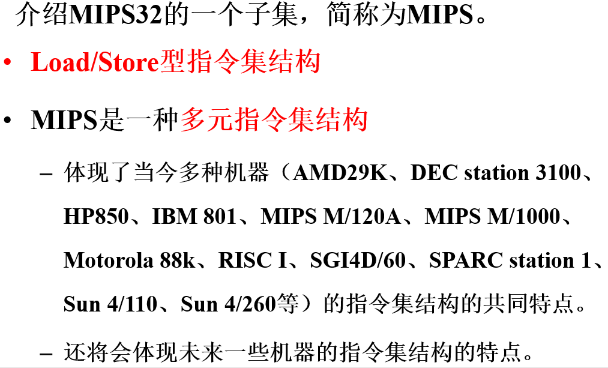 介绍MIPS32的一个子集，简称为MIPS。
• Load/Store型指令集结构
• MIPS是一种多元指令集结构
– 体现了当今多种机器（AMD29K、DEC station 3100、
HP850、IBM 801、MIPS M/120A、MIPS M/1000、
Motorola 88k、RISC I、SGI4D/60、SPARC station 1、
Sun 4/110、Sun 4/260等）的指令集结构的共同特点。
– 还将会体现未来一些机器的指令集结构的特点。